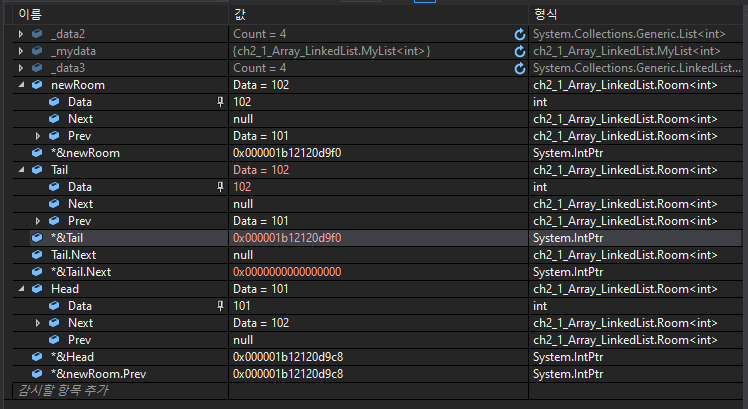 이름 값 형식
_data2 Count = 4 System.Collections.Generic.List<int>
_mydata {ch2_1_Array_LinkedList.MyList<int>} ch2_1_Array_LinkedList.MyList<int>
_data3 Count = 4 System.Collections.Generic.LinkedList...
newRoom Data = 102 ch2_1_Array_LinkedList.Room<int>
Data 102 int
Next null ch2_1_Array_LinkedList.Room<int>
Prev Data = 101 ch2_1_Array_LinkedList.Room<int>
*&newRoom 0x000001b12120d9f0 System.IntPtr
Tail Data = 102 ch2_1_Array_LinkedList.Room<int>
Data 102 int
Next null ch2_1_Array_LinkedList.Room<int>
Prev Data = 101 ch2_1_Array_LinkedList.Room<int>
*&Tail 0x000001b12120d9f0 System.IntPtr
Tail.Next null ch2_1_Array_LinkedList.Room<int>
*&Tail.Next 0x0000000000000000 System.IntPtr
Head Data = 101 ch2_1_Array_LinkedList.Room<int>
Data 101 int
Next Data = 102 ch2_1_Array_LinkedList.Room<int>
Prev null ch2_1_Array_LinkedList.Room<int>
*&Head 0x000001b12120d9c8 System.IntPtr
*&newRoom.Prev 0x000001b12120d9c8 System.IntPtr
감시할 항목 추가